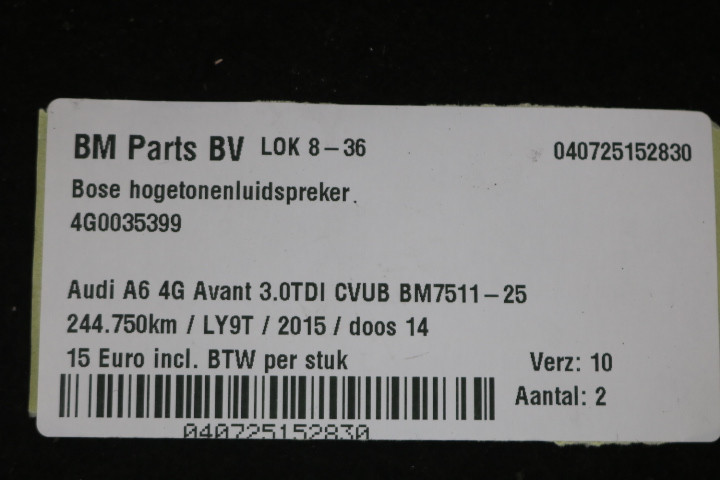 BM Parts BV LOK 8-36 040725152830
Bose hogetonenluidspreker.
4G0035399
Audi A6 4G Avant 3.0TDI CVUB BM7511-25
244.750km / LY9T / 2015 / doos 14
15 Euro incl. BTW per stuk Verz: 10
Aantal: 2
040725152830